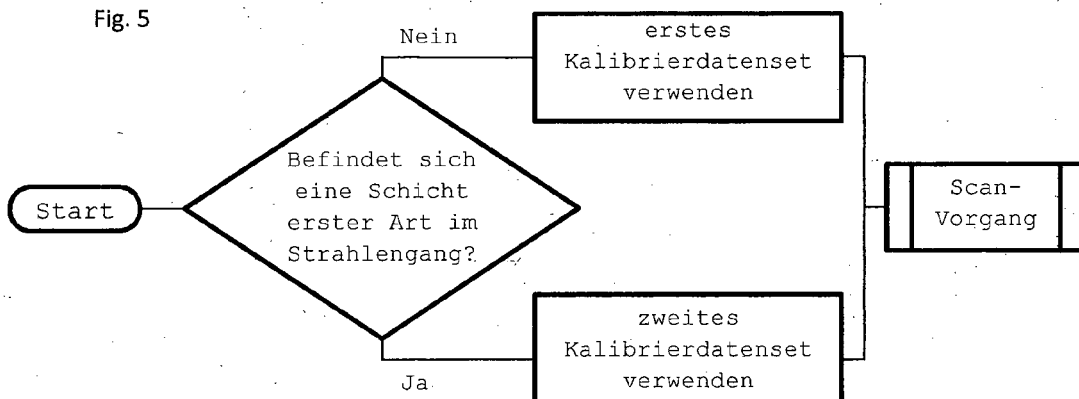 Fig. 5
Nein
erstes
Kalibrierdatenset
verwenden
Befindet sich
eine Schicht
erster Art im
Strahlengang?
Start
Scan-
Vorgang
zweites
Kalibrierdatenset
verwenden
Ja